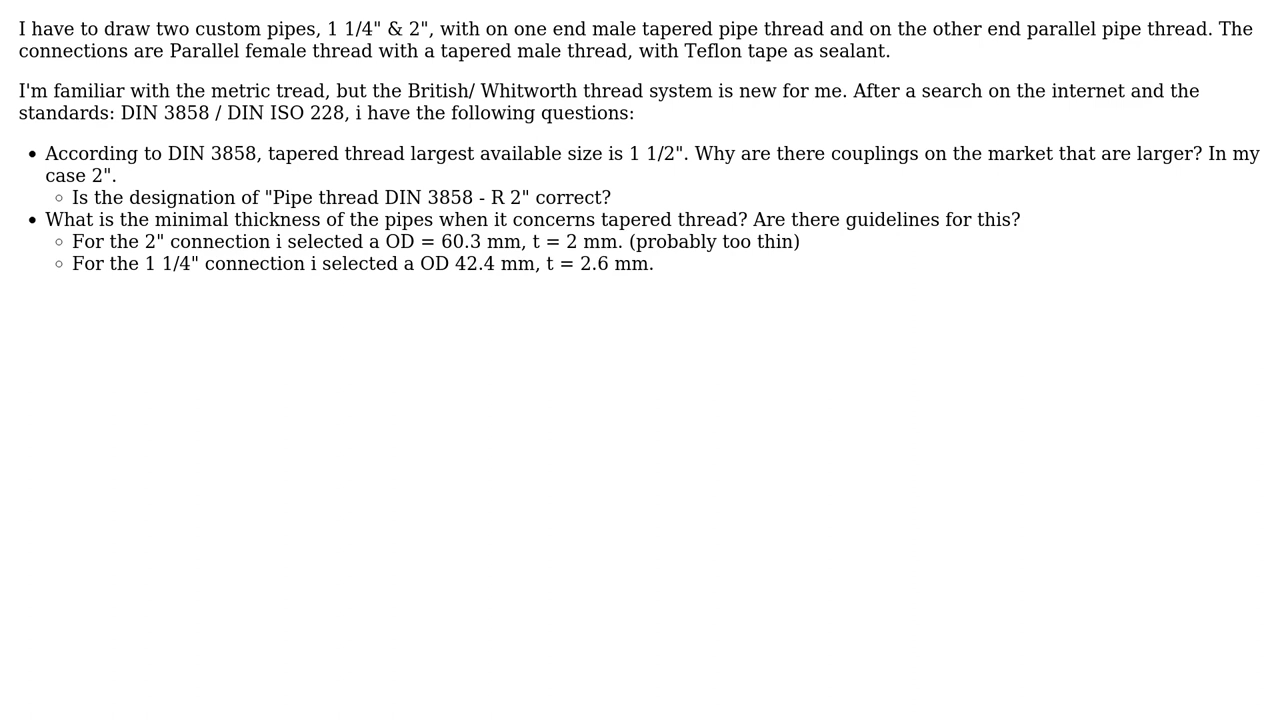 I have to draw two custom pipes, 1 1/4" & 2", with on one end male tapered pipe thread and on the other end parallel pipe thread. The
connections are Parallel female thread with a tapered male thread, with Teflon tape as sealant.
I'm familiar with the metric tread, but the British/ Whitworth thread system is new for me. After a search on the internet and the
standards: DIN 3858 / DIN ISO 228, i have the following questions:
• According to DIN 3858, tapered thread largest available size is 1 1/2". Why are there couplings on the market that are larger? In my
case 2".
◦ Is the designation of "Pipe thread DIN 3858 - R 2" correct?
• What is the minimal thickness of the pipes when it concerns tapered thread? Are there guidelines for this?
◦ For the 2" connection i selected a OD = 60.3 mm, t = 2 mm. (probably too thin)
◦ For the 1 1/4" connection i selected a OD 42.4 mm, t = 2.6 mm.